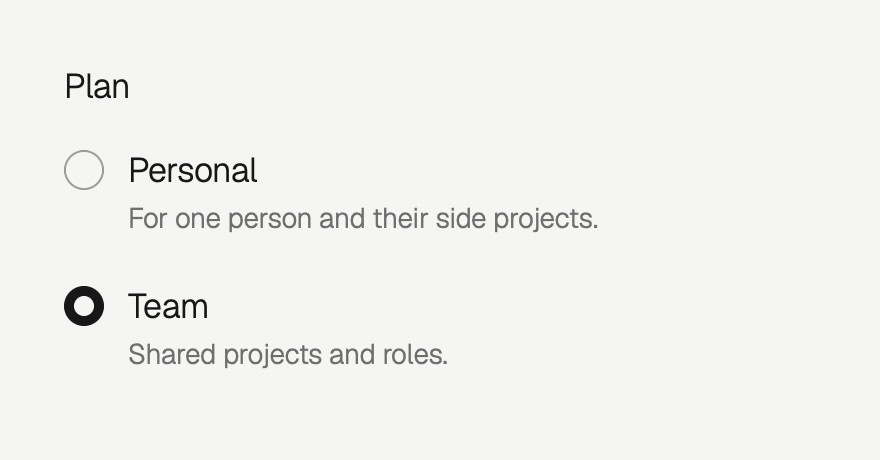 Plan
Personal
For one person and their side projects.
Team
Shared projects and roles.